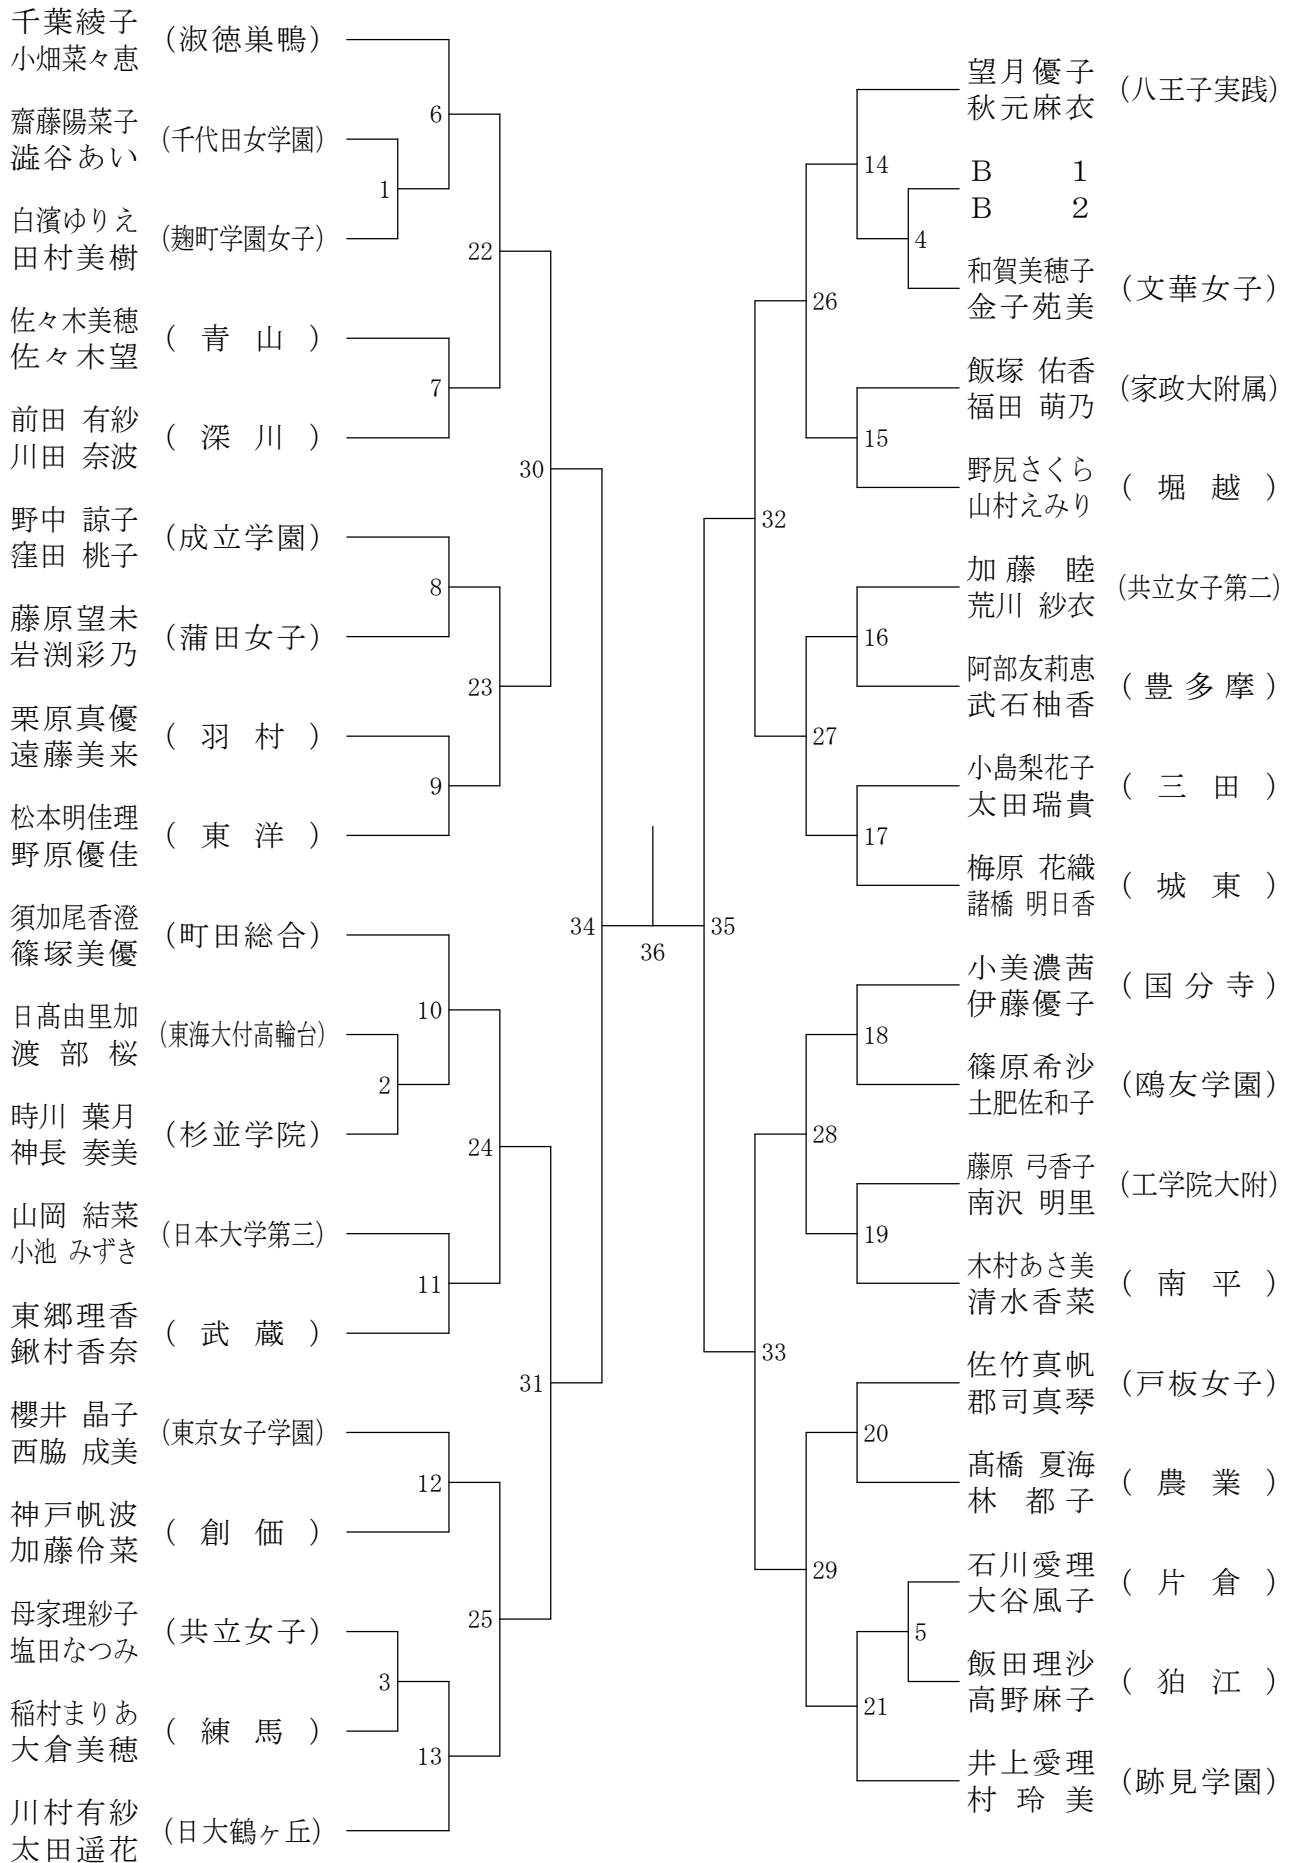 千葉綾子
小畑菜々恵
(淑徳巣鴨)
齋藤陽菜子
澁谷あい
(千代田女学園)
白濱ゆりえ
田村美樹
(麹町学園女子)
佐々木美穂
佐々木望
(青山)
前田 有紗
川田 奈波
(深川)
野中 諒子
窪田 桃子
(成立学園)
藤原望未
岩渕彩乃
(蒲田女子)
栗原真優
遠藤美来
(羽村)
松本明佳理
野原優佳
(東洋)
須加尾香澄
篠塚美優
(町田総合)
日髙由里加
渡部桜
(東海大付高輪台)
時川 葉月
神長 奏美
(杉並学院)
山岡 結菜
小池 みずき
(日本大学第三)
東郷理香
鍬村香奈
(武蔵)
櫻井 晶子
西脇 成美
(東京女子学園)
神戸帆波
加藤伶菜
(創価)
母家理紗子
塩田なつみ
(共立女子)
稲村まりあ
大倉美穂
(練馬)
川村有紗
太田遥花
(日大鶴ヶ丘)
6
1
22
7
30
8
23
9
34
10
2
24
11
31
12
25
3
13
36
35
14
4
26
15
32
16
27
17
18
28
19
33
20
29
5
21
望月優子
秋元麻衣
(八王子実践)
B 1
B 2
和賀美穂子
金子苑美
(文華女子)
飯塚 佑香
福田 萌乃
(家政大附属)
野尻さくら
山村えみり
(堀越)
加藤 睦
荒川 紗衣
(共立女子第二)
阿部友莉恵
武石柚香
(豊多摩)
小島梨花子
太田瑞貴
(三田)
梅原 花織
諸橋 明日香
(城東)
小美濃茜
伊藤優子
(国分寺)
篠原希沙
土肥佐和子
(鴎友学園)
藤原 弓香子
南沢 明里
(工学院大附)
木村あさ美
清水香菜
(南平)
佐竹真帆
郡司真琴
(戸板女子)
髙橋 夏海
林 都子
(農業)
石川愛理
大谷風子
(片倉)
飯田理沙
高野麻子
(狛江)
井上愛理
村玲美
(跡見学園)